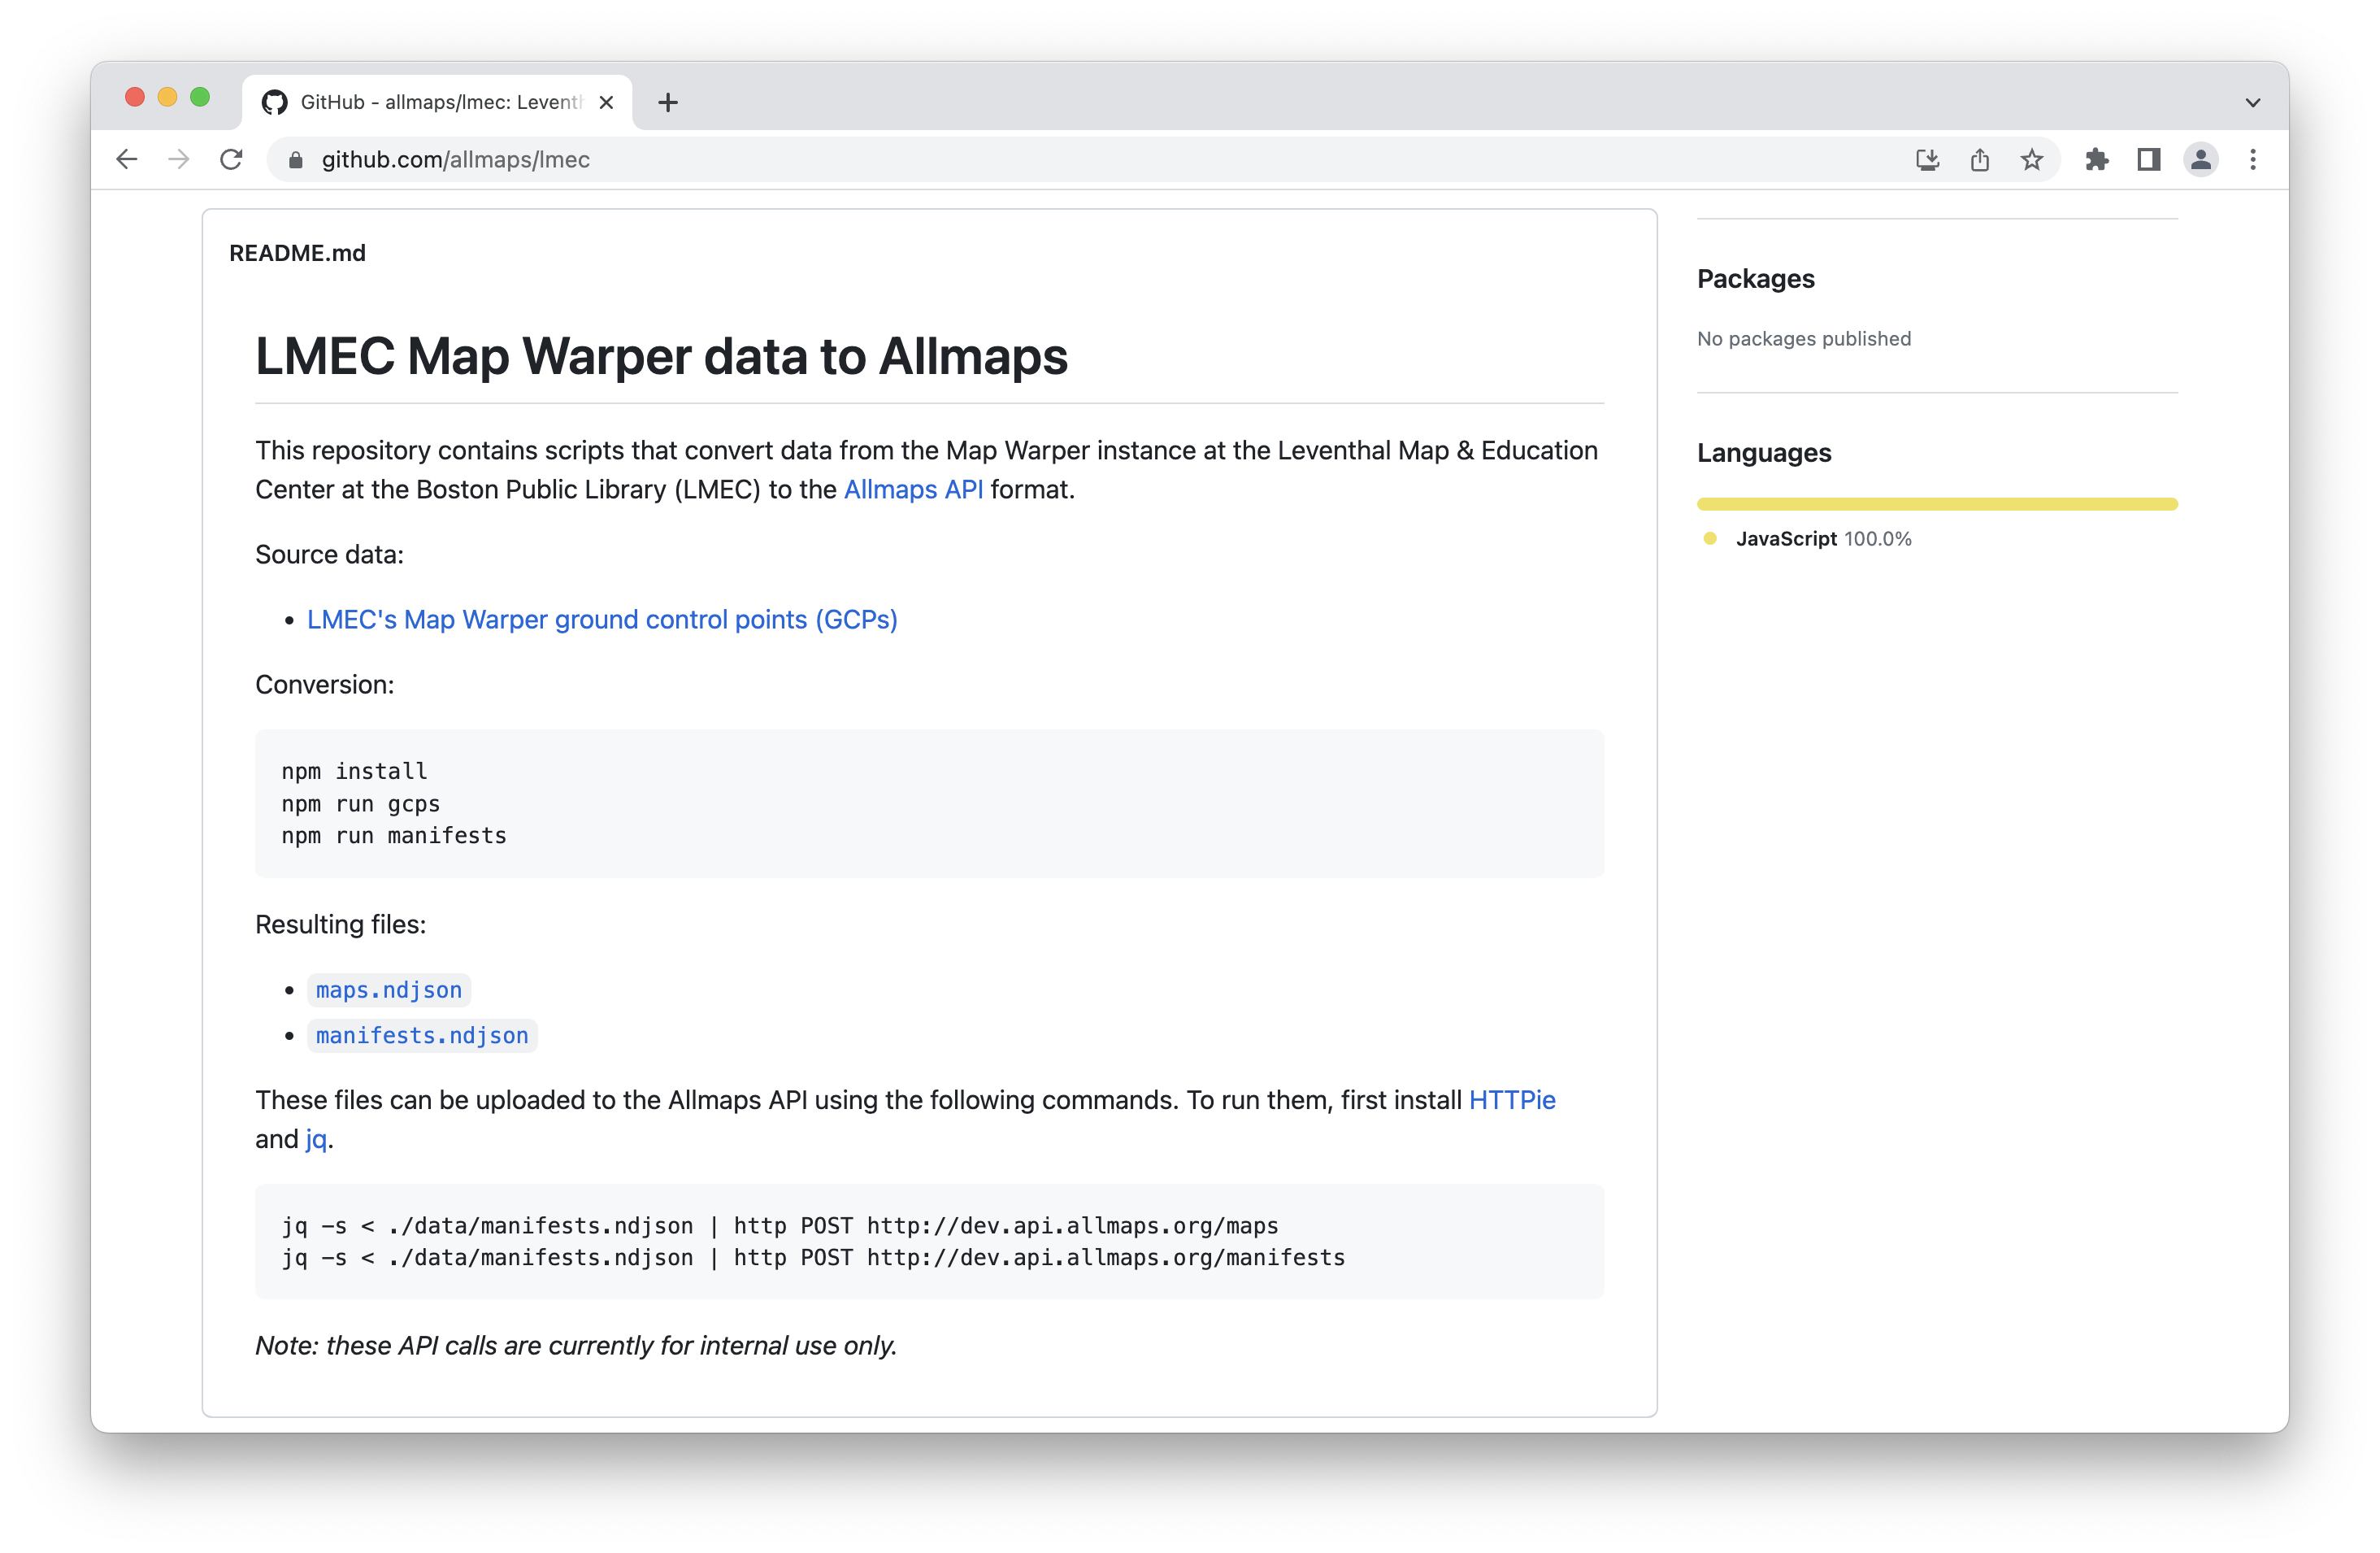 GitHub - allmaps/lmec: Leventh
github.com/allmaps/lmec
README.md
LMEC Map Warper data to Allmaps
This repository contains scripts that convert data from the Map Warper instance at the Leventhal Map & Education
Center at the Boston Public Library (LMEC) to the Allmaps API format.
Source data:
• LMEC's Map Warper ground control points (GCPs)
Conversion:
npm install
npm run gcps
npm run manifests
Resulting files:
• maps.ndjson
• manifests.ndjson
These files can be uploaded to the Allmaps API using the following commands. To run them, first install HTTPie
and jq.
jq -s < ./data/manifests.ndjson | http POST http://dev.api.allmaps.org/maps
jq -s < ./data/manifests.ndjson | http POST http://dev.api.allmaps.org/manifests
Note: these API calls are currently for internal use only.
Packages
No packages published
Languages
JavaScript 100.0%